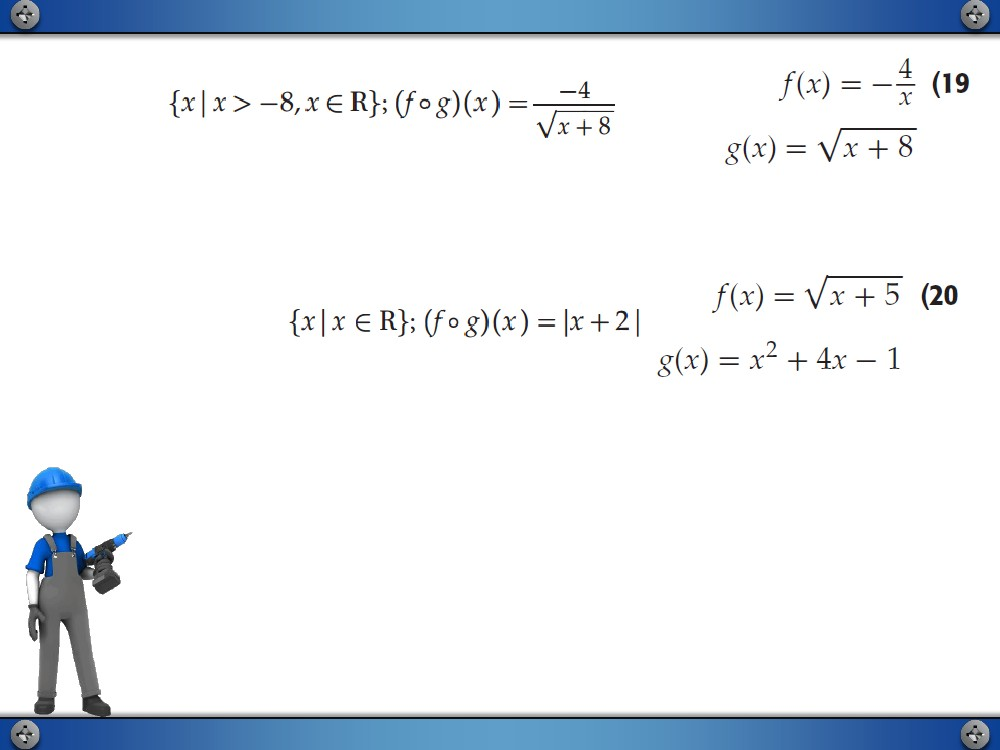 f(x) = −4/x (19
g(x) = √(x + 8)
{x | x > −8, x ∈ R}; (f ∘ g)(x) = −4/√(x + 8)
f(x) = √(x + 5) (20
g(x) = x² + 4x − 1
{x | x ∈ R}; (f ∘ g)(x) = |x + 2|